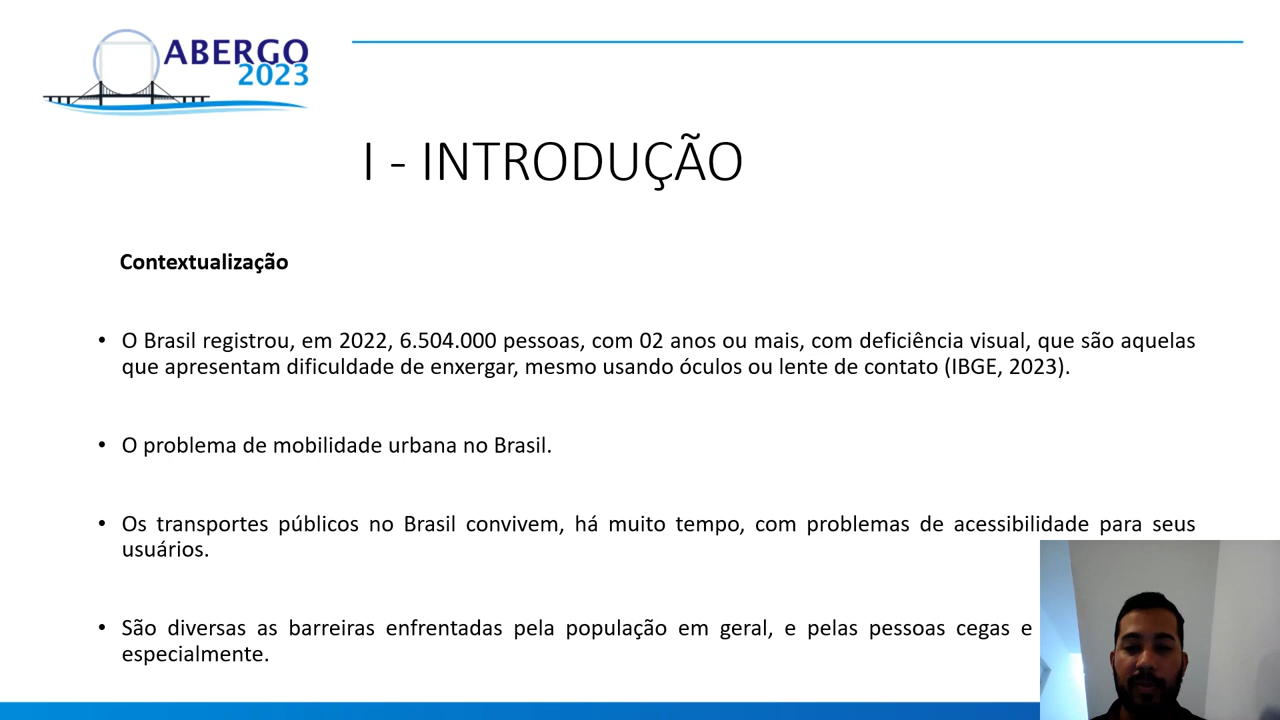 ABERGO
2023
I - INTRODUÇÃO
Contextualização
• O Brasil registrou, em 2022, 6.504.000 pessoas, com 02 anos ou mais, com deficiência visual, que são aquelas
que apresentam dificuldade de enxergar, mesmo usando óculos ou lente de contato (IBGE, 2023).
• O problema de mobilidade urbana no Brasil.
• Os transportes públicos no Brasil convivem, há muito tempo, com problemas de acessibilidade para seus
usuários.
• São diversas as barreiras enfrentadas pela população em geral, e pelas pessoas cegas e
especialmente.